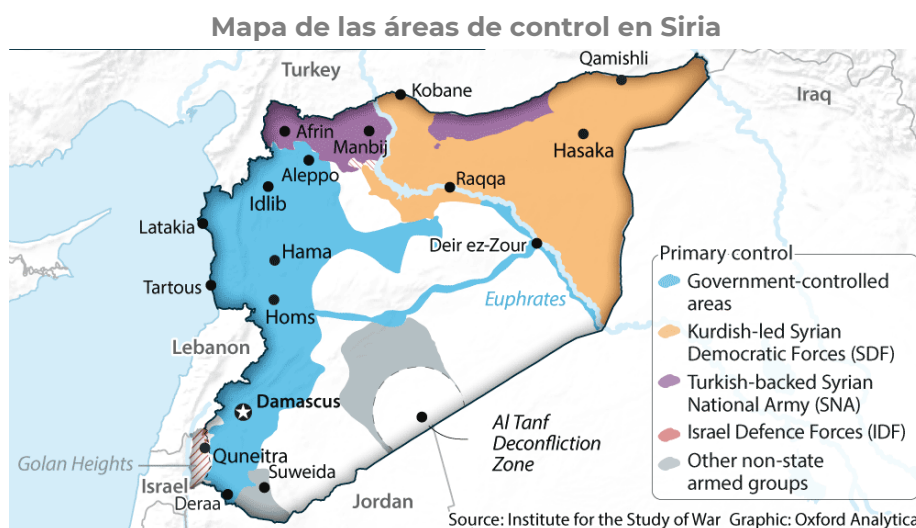 Mapa de las áreas de control en Siria
Turkey
Qamishli
Kobane
Iraq
Afrin
Manbij
Hasaka
Aleppo
Raqqa
Idlib
Latakia
Hama
Deir ez-Zour
Tartous
Euphrates
Homs
Lebanon
Primary control
Government-controlled
areas
Kurdish-led Syrian
Democratic Forces (SDF)
Turkish-backed Syrian
National Army (SNA)
Israel Defence Forces (IDF)
Other non-state
armed groups
Damascus
Al Tanf
Deconfliction
Zone
Quneitra
Golan Heights
Suweida
Israel
Deraa
Jordan
Source: Institute for the Study of War Graphic: Oxford Analytica